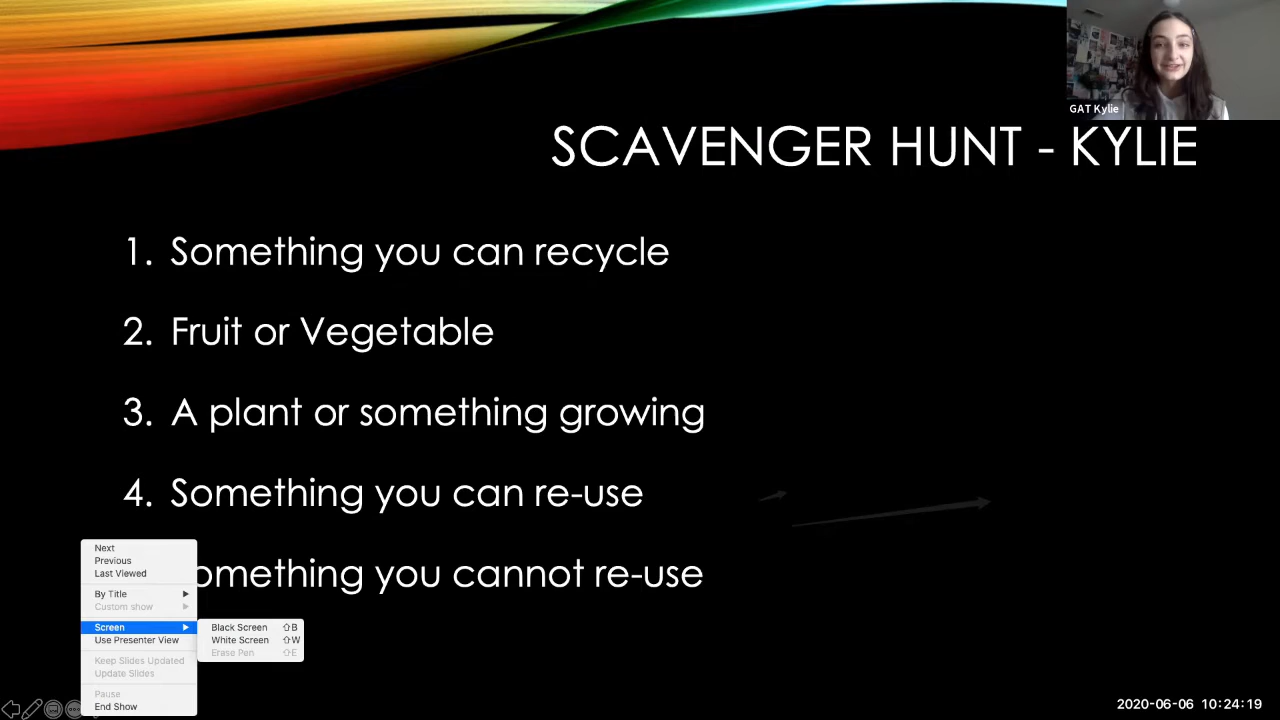 GAT Kylie
SCAVENGER HUNT - KYLIE
1. Something you can recycle
2. Fruit or Vegetable
3. A plant or something growing
4. Something you can re-use
omething you cannot re-use
Next
Previous
Last Viewed
By Title
Custom show
Screen
Use Presenter View
Keep Slides Updated
Update Slides
Pause
End Show
Black Screen ⇧B
White Screen ⇧W
Erase Pen ⇧E
2020-06-06 10:24:19